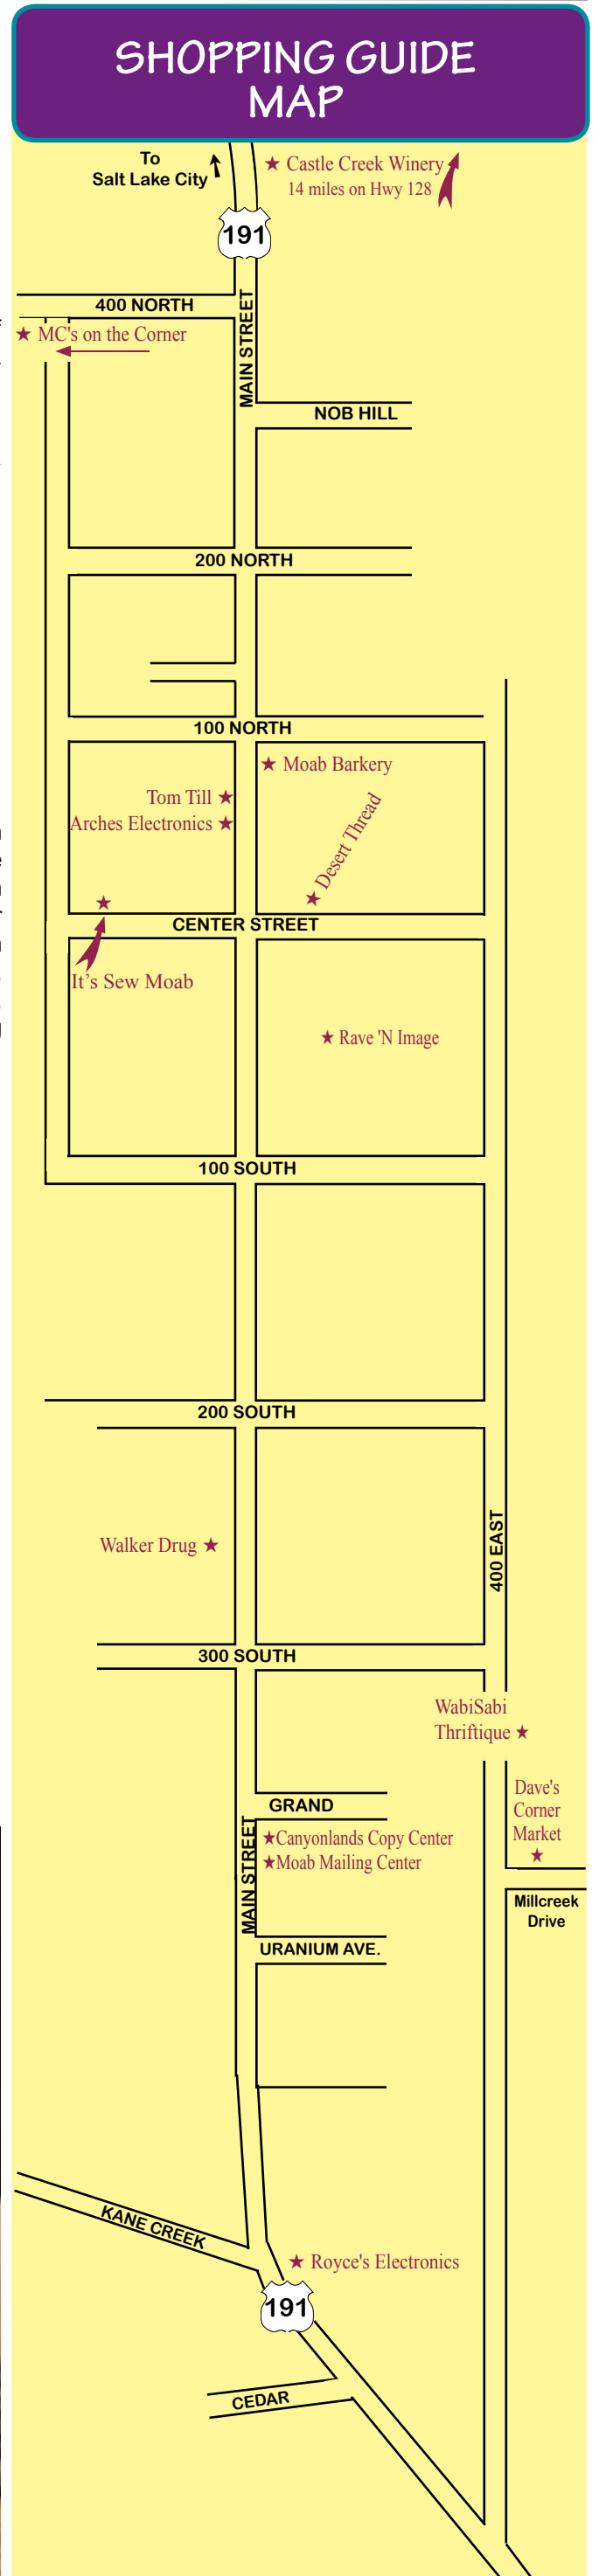 SHOPPING GUIDE
MAP
To
Salt Lake City
★ Castle Creek Winery
14 miles on Hwy 128
191
400 NORTH
MAIN STREET
★ MC's on the Corner
NOB HILL
200 NORTH
100 NORTH
★ Moab Barkery
Tom Till ★
Arches Electronics ★
★ Desert Thread
CENTER STREET
It's Sew Moab
★ Rave 'N Image
100 SOUTH
200 SOUTH
Walker Drug ★
400 EAST
300 SOUTH
WabiSabi
Thriftique ★
GRAND
Dave's
Corner
Market
★
MAIN STREET
★Canyonlands Copy Center
★Moab Mailing Center
Millcreek
Drive
URANIUM AVE.
KANE CREEK
★ Royce's Electronics
191
CEDAR